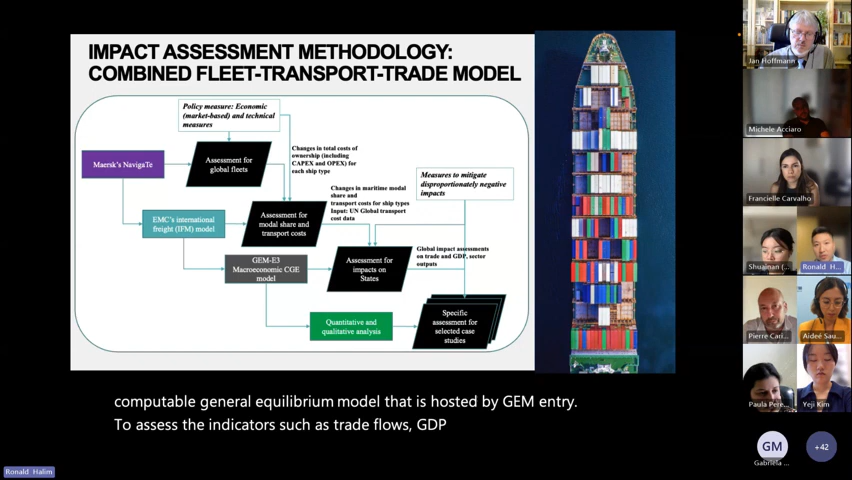 IMPACT ASSESSMENT METHODOLOGY:
COMBINED FLEET-TRANSPORT-TRADE MODEL
Policy measure: Economic
(market-based) and technical
measures
Maersk's NavigaTe
Assessment for
global fleets
Changes in total costs of
ownership (including
CAPEX and OPEX) for
each ship type
Changes in maritime modal
share and
transport costs for ship types
Input: UN Global transport
cost data
Measures to mitigate
disproportionately negative
impacts
EMC's international
freight (IFM) model
Assessment for
modal share and
transport costs
GEM-E3
Macroeconomic CGE
model
Assessment for
impacts on
States
Global impact assessments
on trade and GDP, sector
outputs
Quantitative and
qualitative analysis
Specific
assessment for
selected case
studies
computable general equilibrium model that is hosted by GEM entry.
To assess the indicators such as trade flows, GDP
Ronald Halim
Jan Hoffmann
Michele Acciaro
Francielle Carvalho
Shuainan (...
Ronald H...
Pierre Cari...
Aideé Sau...
Paula Pere...
Yeji Kim
GM
Gabriela ...
+42